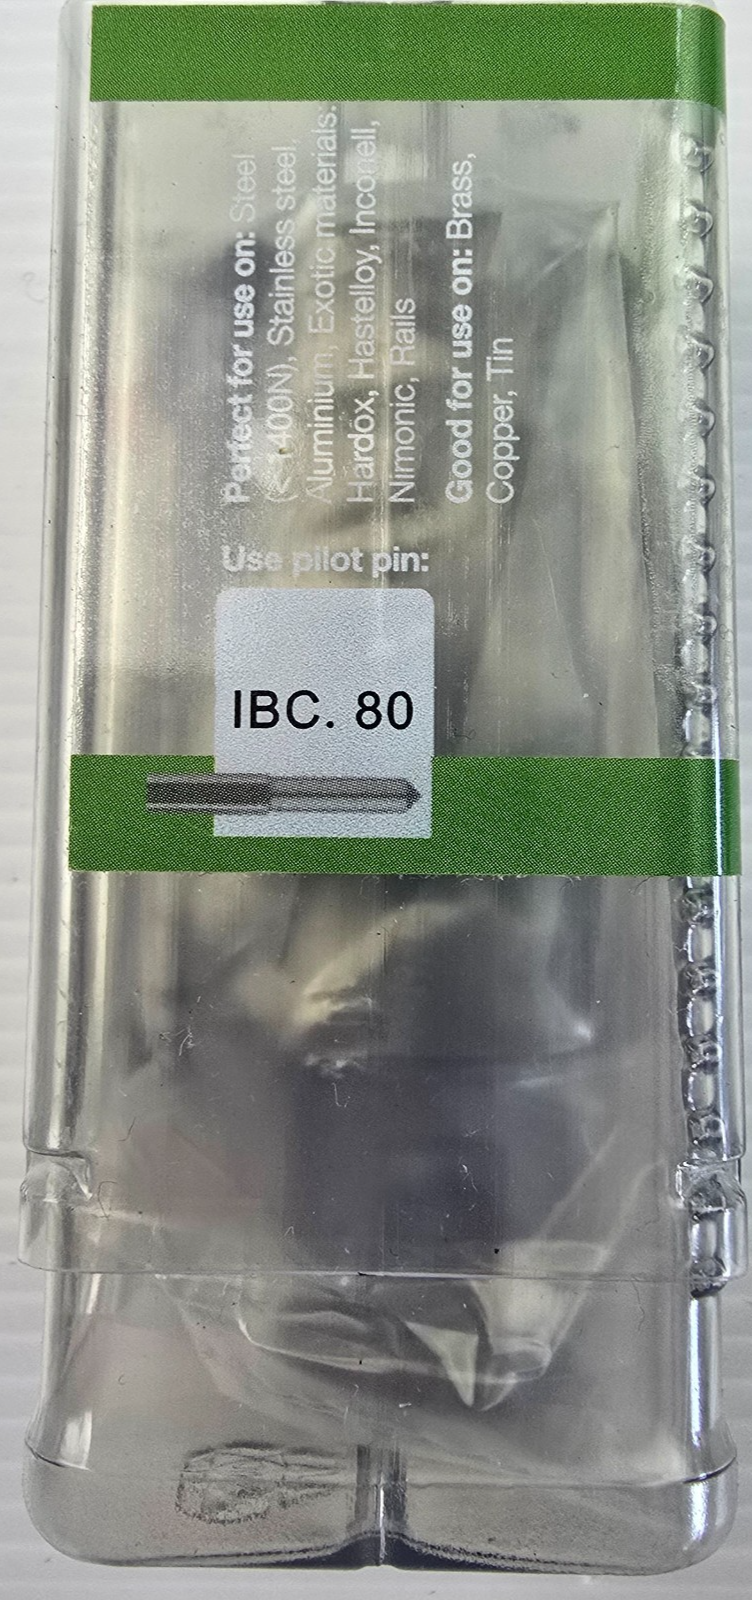 Perfect for use on: Steel
(<1400N), Stainless steel,
Aluminium, Exotic materials:
Hardox, Hastelloy, Inconell,
Nimonic, Rails
Good for use on: Brass,
Copper, Tin
Use pilot pin:
IBC. 80